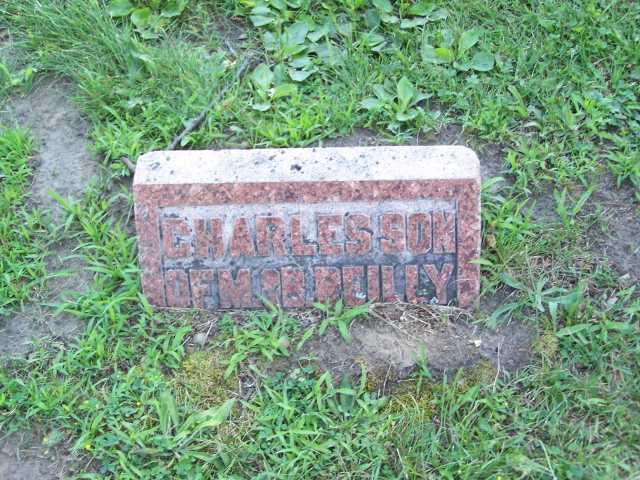 CHARLES SON
OF M & B. REILLY